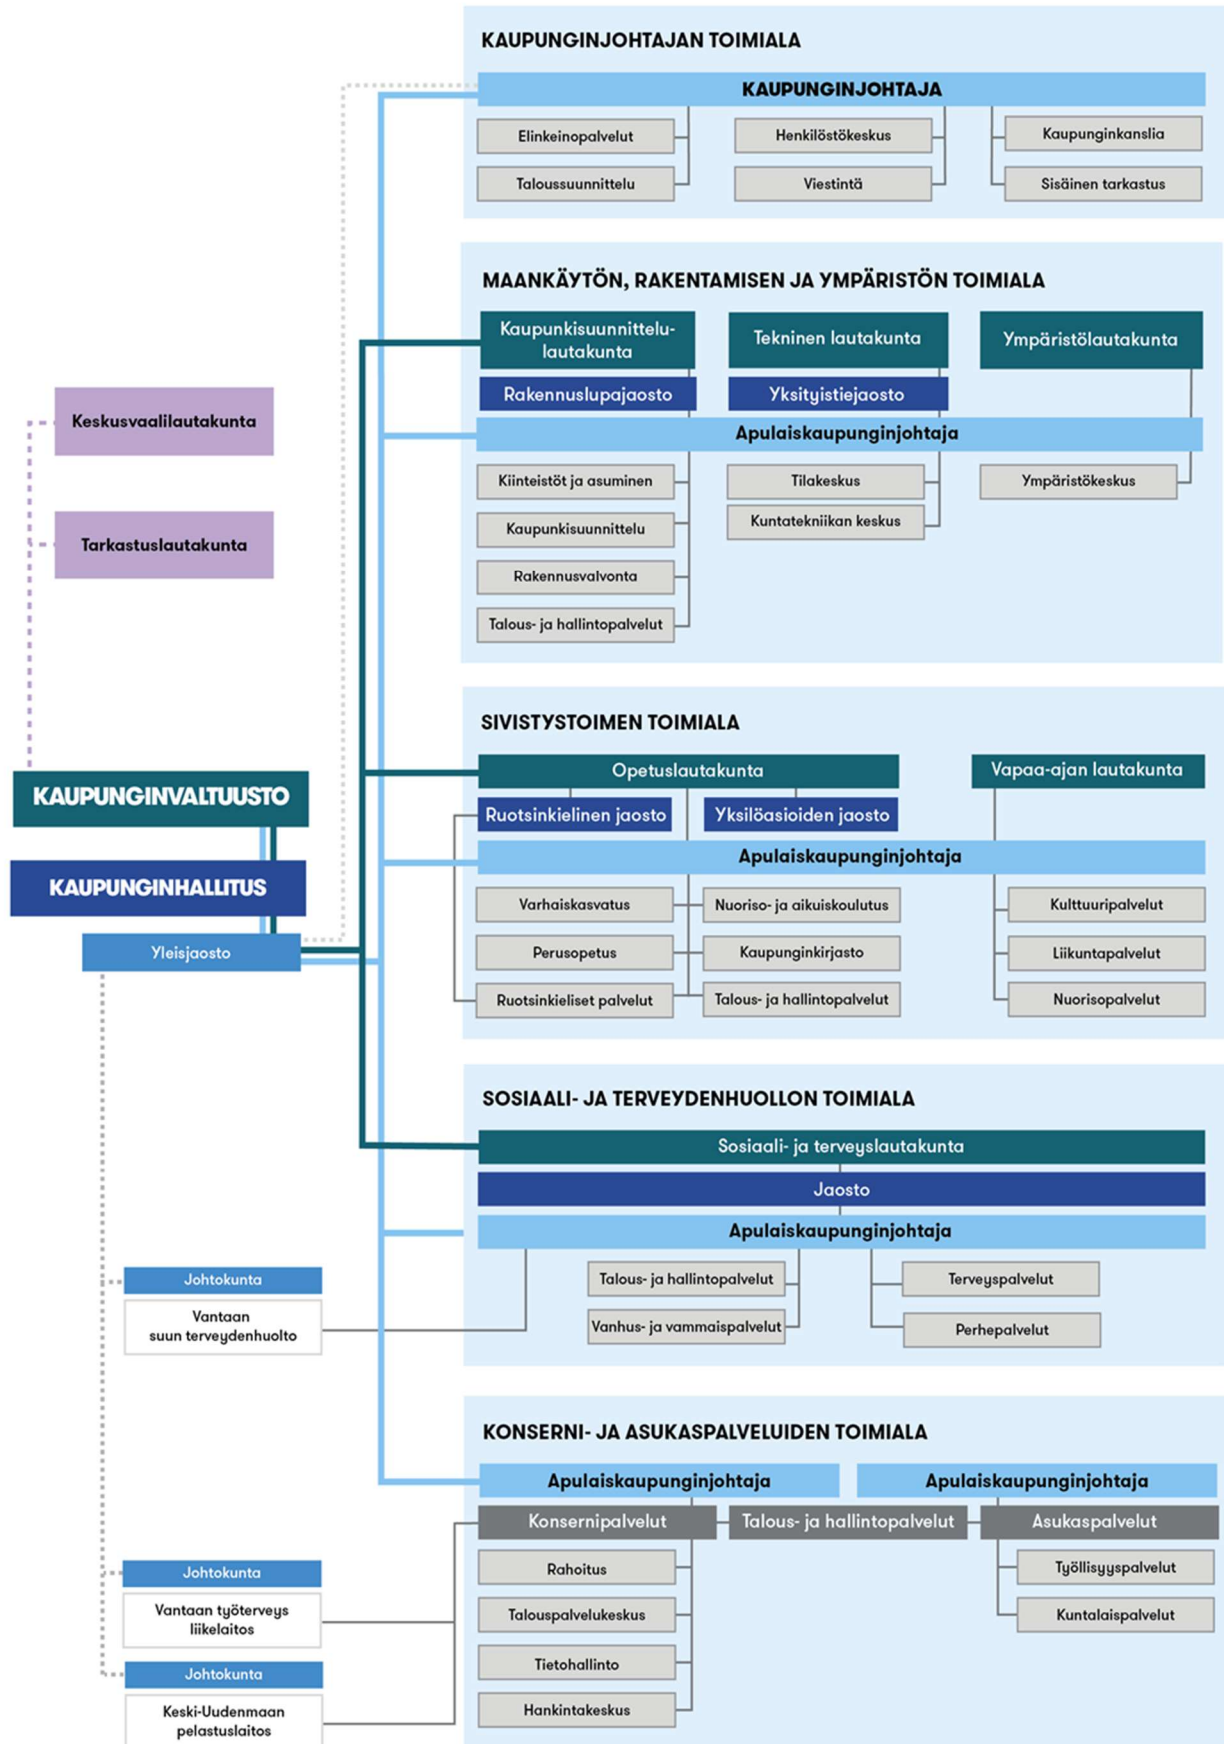 KAUPUNGINJOHTAJAN TOIMIALA
KAUPUNGINJOHTAJA
Elinkeinopalvelut
Henkilöstökeskus
Kaupunginkanslia
Taloussuunnittelu
Viestintä
Sisäinen tarkastus
MAANKÄYTÖN, RAKENTAMISEN JA YMPÄRISTÖN TOIMIALA
Kaupunkisuunnittelu-
lautakunta
Tekninen lautakunta
Ympäristölautakunta
Rakennuslupajaosto
Yksityistiejaosto
Apulaiskaupunginjohtaja
Kiinteistöt ja asuminen
Tilakeskus
Ympäristökeskus
Kaupunkisuunnittelu
Kuntatekniikan keskus
Rakennusvalvonta
Talous- ja hallintopalvelut
Keskusvaalilautakunta
Tarkastuslautakunta
KAUPUNGINVALTUUSTO
KAUPUNGINHALLITUS
Yleisjaosto
SIVISTYSTOIMEN TOIMIALA
Opetuslautakunta
Vapaa-ajan lautakunta
Ruotsinkielinen jaosto
Yksilöasioiden jaosto
Apulaiskaupunginjohtaja
Varhaiskasvatus
Nuoriso- ja aikuiskoulutus
Kulttuuripalvelut
Perusopetus
Kaupunginkirjasto
Liikuntapalvelut
Ruotsinkieliset palvelut
Talous- ja hallintopalvelut
Nuorisopalvelut
SOSIAALI- JA TERVEYDENHUOLLON TOIMIALA
Sosiaali- ja terveyslautakunta
Jaosto
Apulaiskaupunginjohtaja
Talous- ja hallintopalvelut
Terveyspalvelut
Vanhus- ja vammaispalvelut
Perhepalvelut
Johtokunta
Vantaan
suun terveydenhuolto
KONSERNI- JA ASUKASPALVELUIDEN TOIMIALA
Apulaiskaupunginjohtaja
Apulaiskaupunginjohtaja
Konsernipalvelut
Talous- ja hallintopalvelut
Asukaspalvelut
Rahoitus
Työllisyyspalvelut
Talouspalvelukeskus
Kuntalaispalvelut
Tietohallinto
Hankintakeskus
Johtokunta
Vantaan työterveys
liikelaitos
Johtokunta
Keski-Uudenmaan
pelastuslaitos